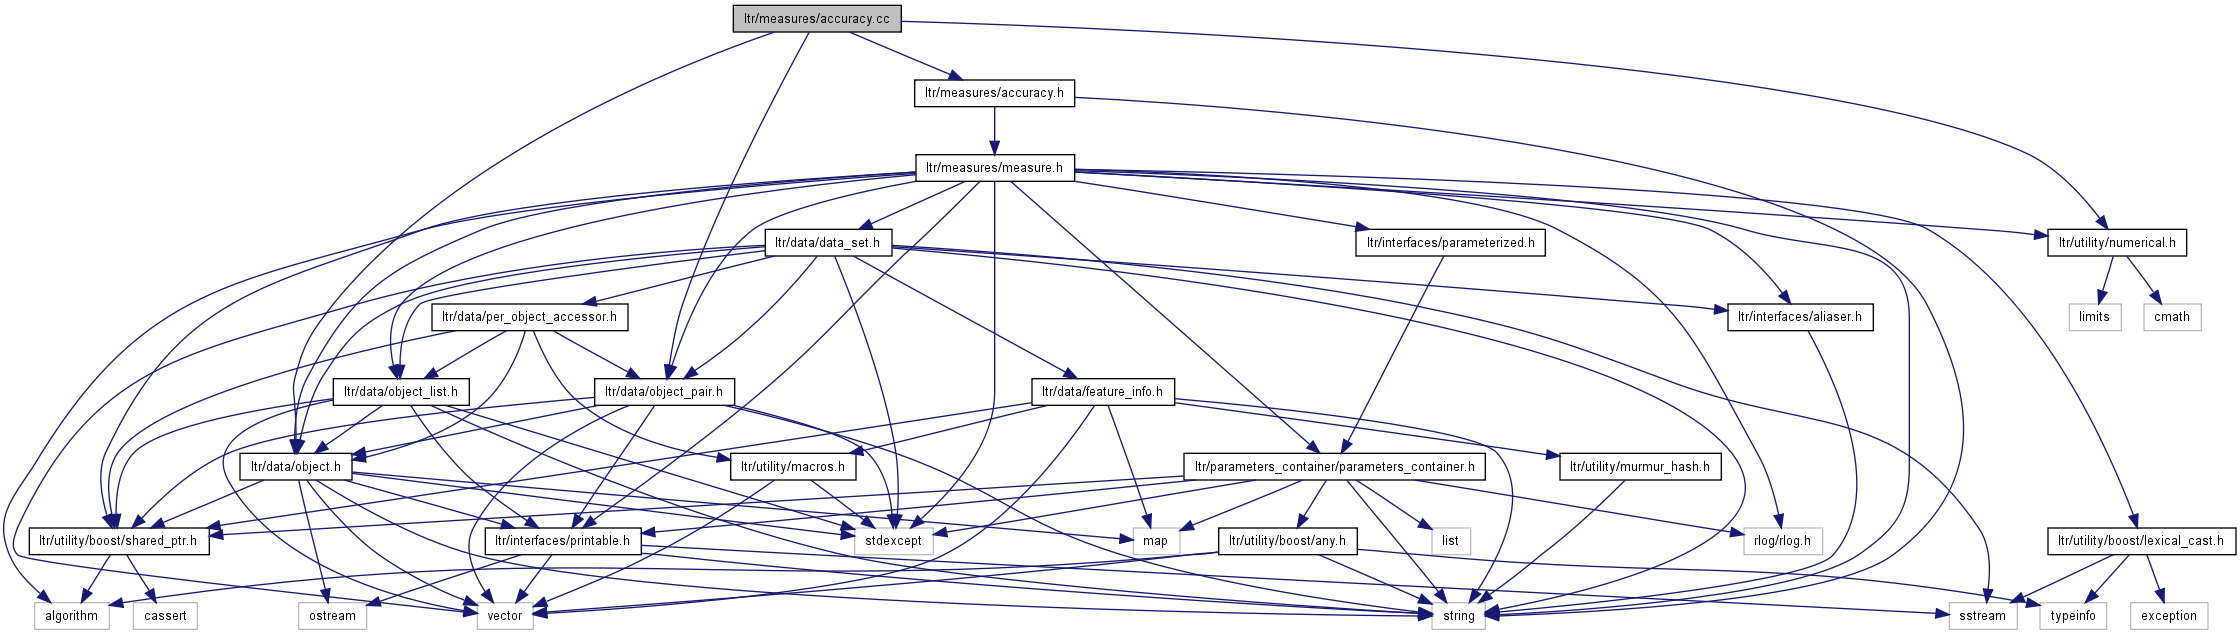 ltr/measures/accuracy.cc
ltr/measures/accuracy.h
ltr/measures/measure.h
ltr/data/data_set.h
ltr/interfaces/parameterized.h
ltr/utility/numerical.h
ltr/data/per_object_accessor.h
ltr/interfaces/aliaser.h
limits
cmath
ltr/data/object_list.h
ltr/data/object_pair.h
ltr/data/feature_info.h
ltr/data/object.h
ltr/utility/macros.h
ltr/parameters_container/parameters_container.h
ltr/utility/murmur_hash.h
ltr/utility/boost/shared_ptr.h
ltr/interfaces/printable.h
stdexcept
map
ltr/utility/boost/any.h
list
rlog/rlog.h
ltr/utility/boost/lexical_cast.h
algorithm
cassert
ostream
vector
string
sstream
typeinfo
exception